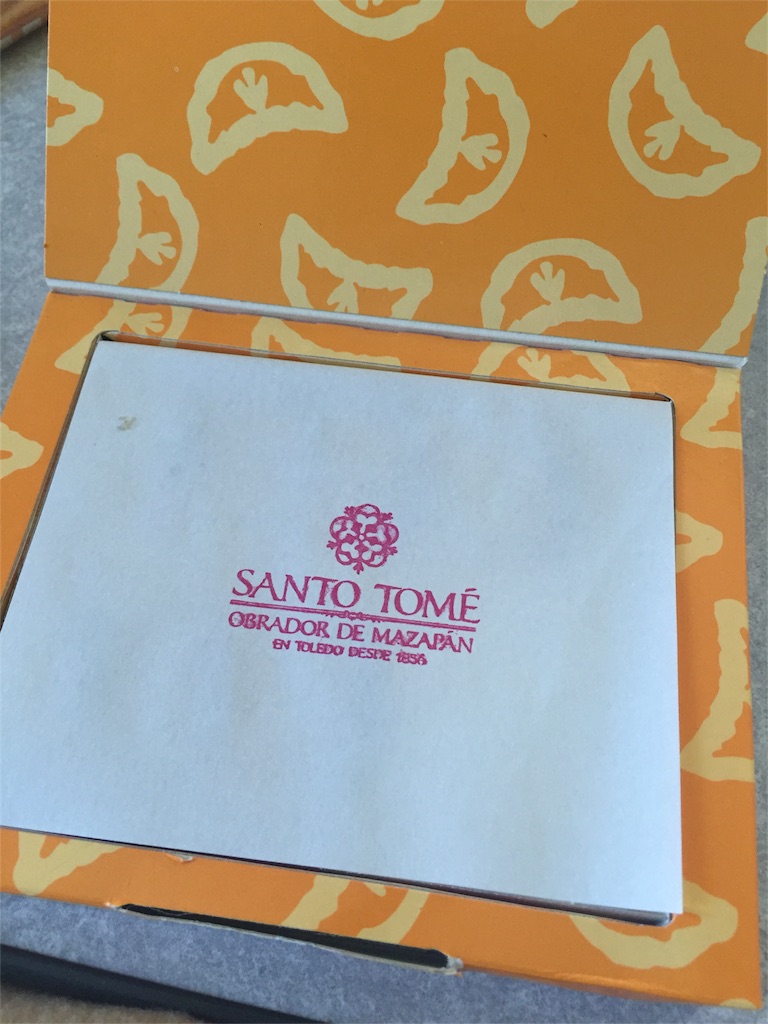 SANTO TOMÉ
OBRADOR DE MAZAPÁN
EN TOLEDO DESDE 1856